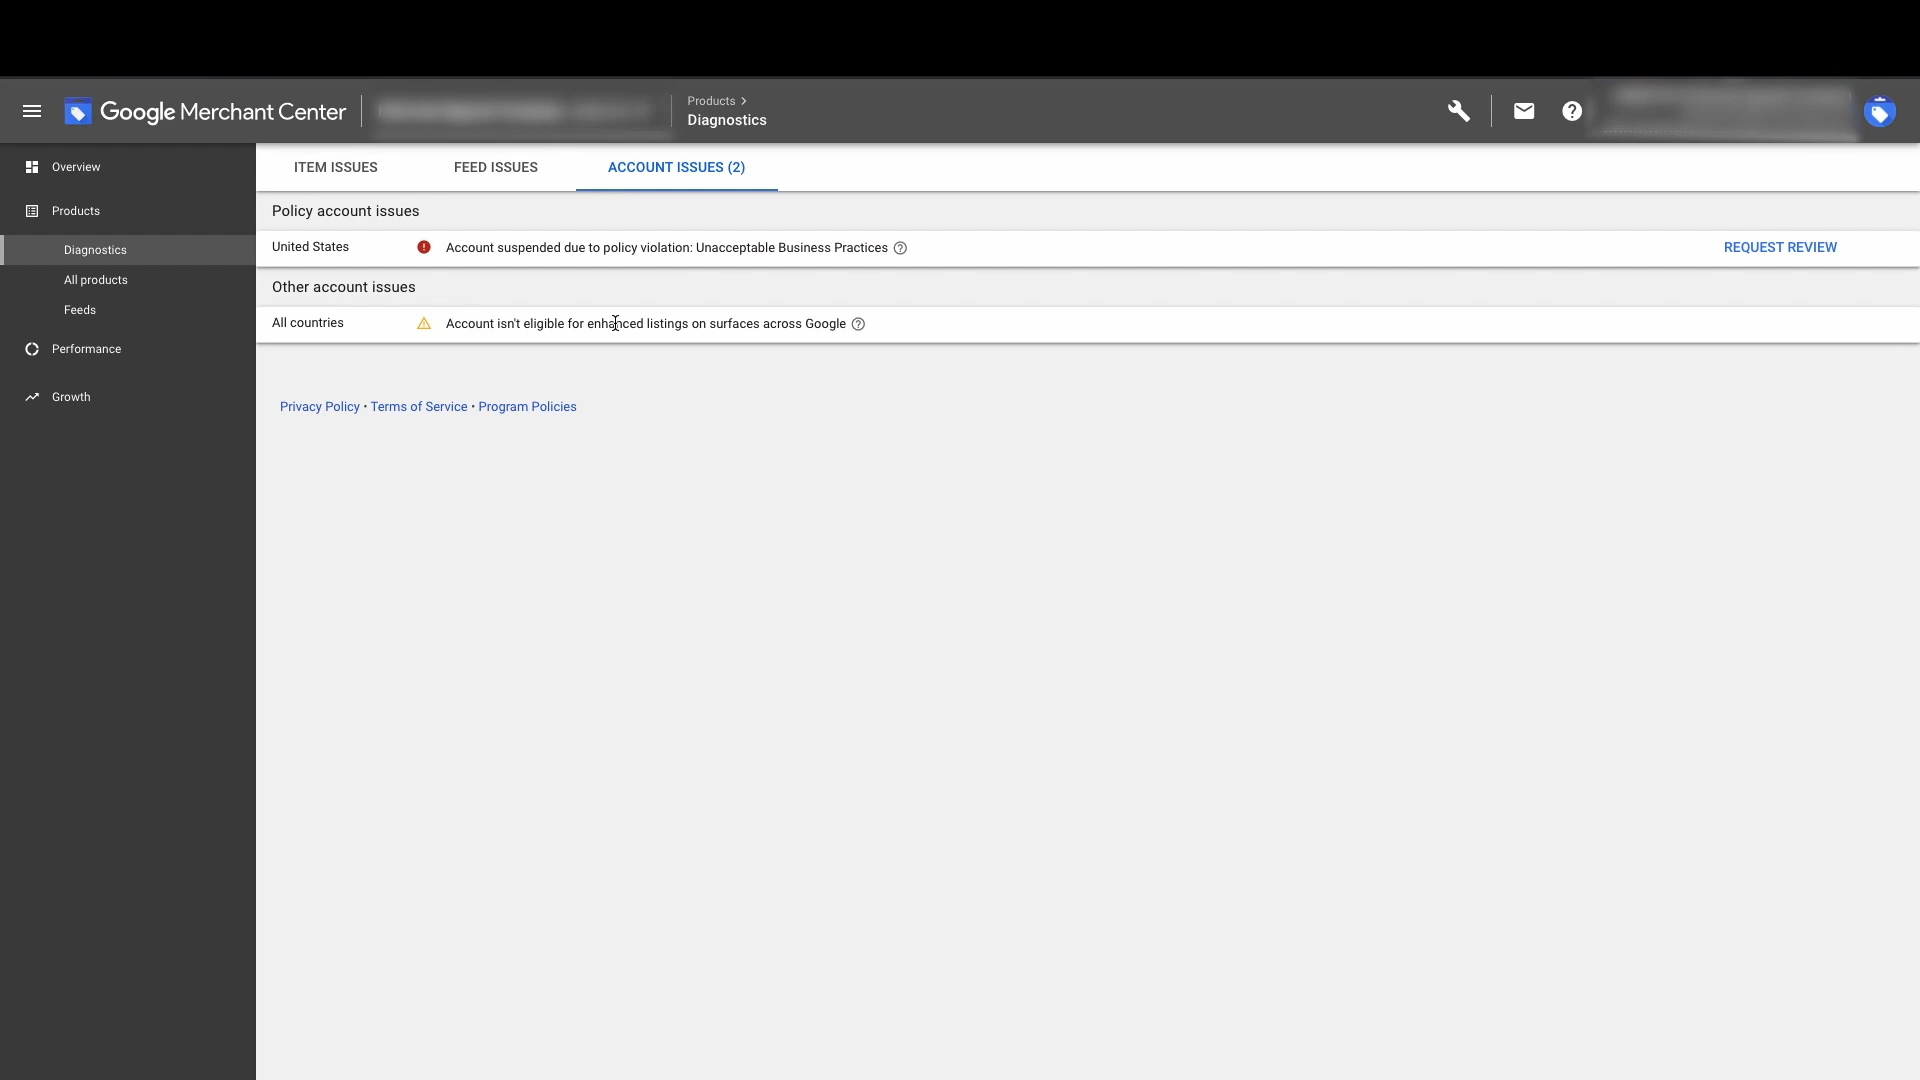 Google Merchant Center
Products
Diagnostics
Overview
Products
Diagnostics
All products
Feeds
Performance
Growth
ITEM ISSUES
FEED ISSUES
ACCOUNT ISSUES (2)
Policy account issues
United States
Account suspended due to policy violation: Unacceptable Business Practices
REQUEST REVIEW
Other account issues
All countries
Account isn't eligible for enhanced listings on surfaces across Google
Privacy Policy • Terms of Service • Program Policies